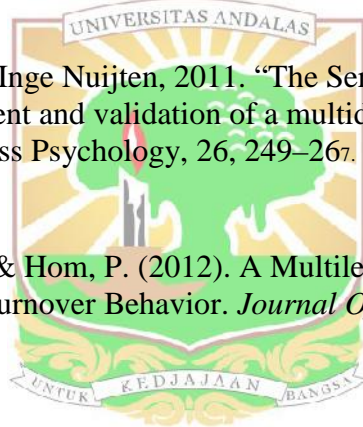 UNIVERSITAS ANDALAS
Inge Nuijten, 2011. “The Ser
ent and validation of a multid
ss Psychology, 26, 249–267.
& Hom, P. (2012). A Multile
urnover Behavior. Journal O
UNTUK KEDJAJAAN BANGSA